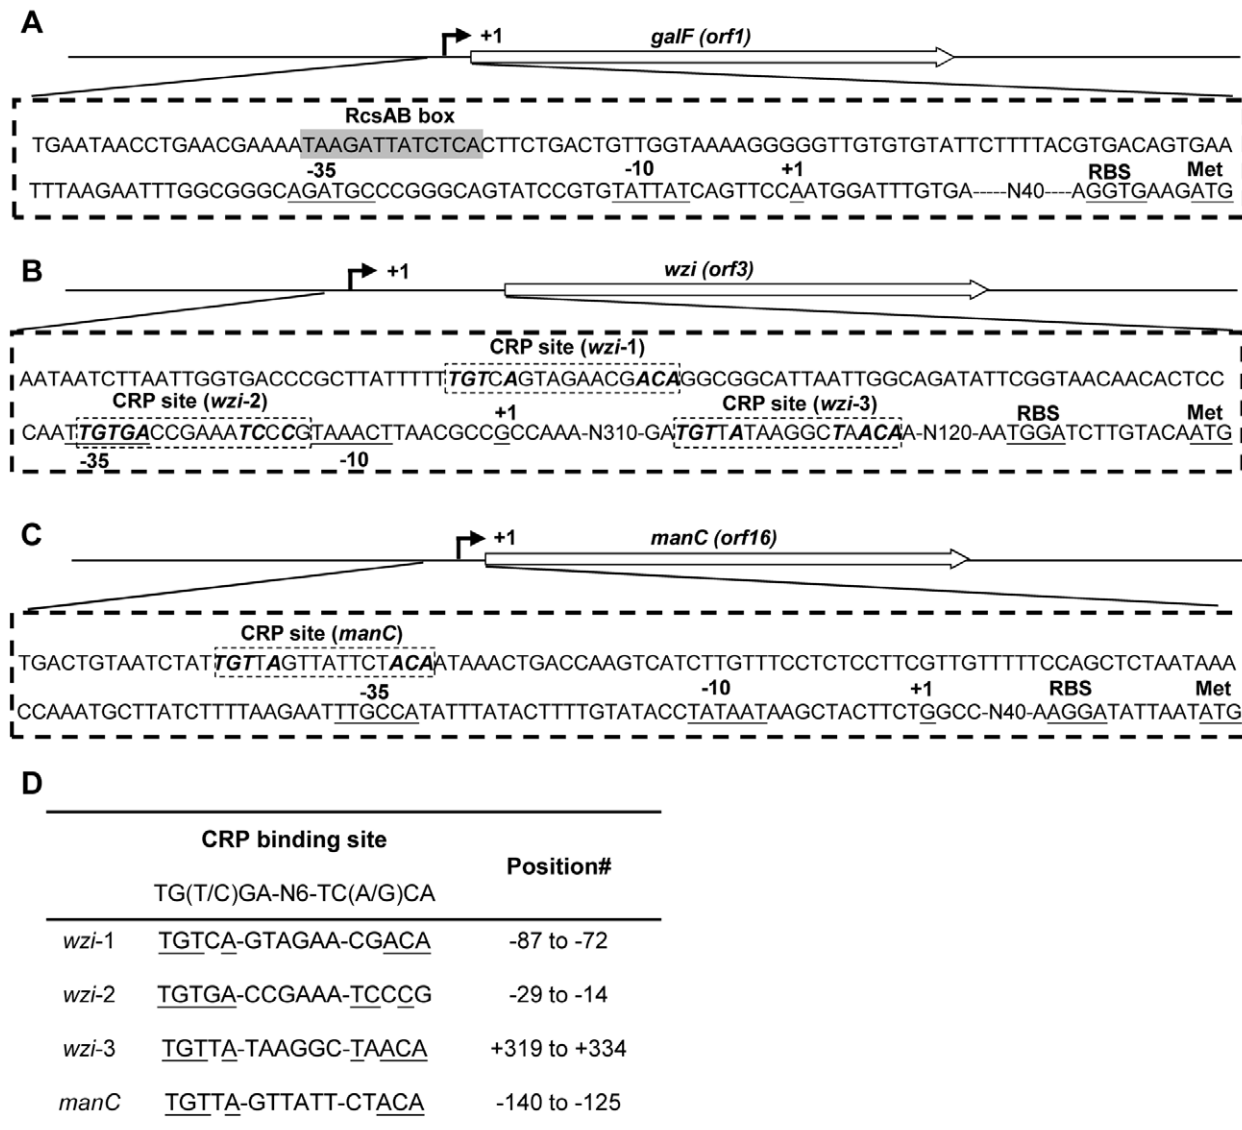 A
+1
galF (orf1)
RcsAB box
TGAATAACCTGAACGAAAATAAGATTATCTCACTTCTGACTGTTGGTAAAAGGGGGTTGTGTGTATTCTTTTACGTGACAGTGAA
-35 -10 +1 RBS Met
TTTAAGAATTTGGCGGGCAGATGCCCGGGCAGTATCCGTGTATTATCAGTTCCAATGGATTTGTGA-----N40----AGGTGAAGATG
B
+1
wzi (orf3)
CRP site (wzi-1)
AATAATCTTAATTGGTGACCCGCTTATTTTTTGTCAGTAGAACGACAGGCGGCATTAATTGGCAGATATTCGGTAACAACACTCC
CRP site (wzi-2) +1 CRP site (wzi-3) RBS Met
CAATTGTGACCGAAATCCCGTAAACTTAACGCCGCCAAA-N310-GATGTTATAAGGCTAACAA-N120-AATGGATCTTGTACAATG
-35 -10
C
+1
manC (orf16)
CRP site (manC)
TGACTGTAATCTATTGTTAGTTATTCTACAATAAACTGACCAAGTCATCTTGTTTCCTCTCCTTCGTTGTTTTTCCAGCTCTAATAAA
-35 -10 +1 RBS Met
CCAAATGCTTATCTTTTAAGAATTTGCCATATTTATACTTTTGTATACCTATAATAAGCTACTTCTGGCC-N40-AAGGATATTAATATG
D
CRP binding site
Position#
TG(T/C)GA-N6-TC(A/G)CA
wzi-1 TGTCA-GTAGAA-CGACA -87 to -72
wzi-2 TGTGA-CCGAAA-TCCCG -29 to -14
wzi-3 TGTTA-TAAGGC-TAACA +319 to +334
manC TGTTA-GTTATT-CTACA -140 to -125